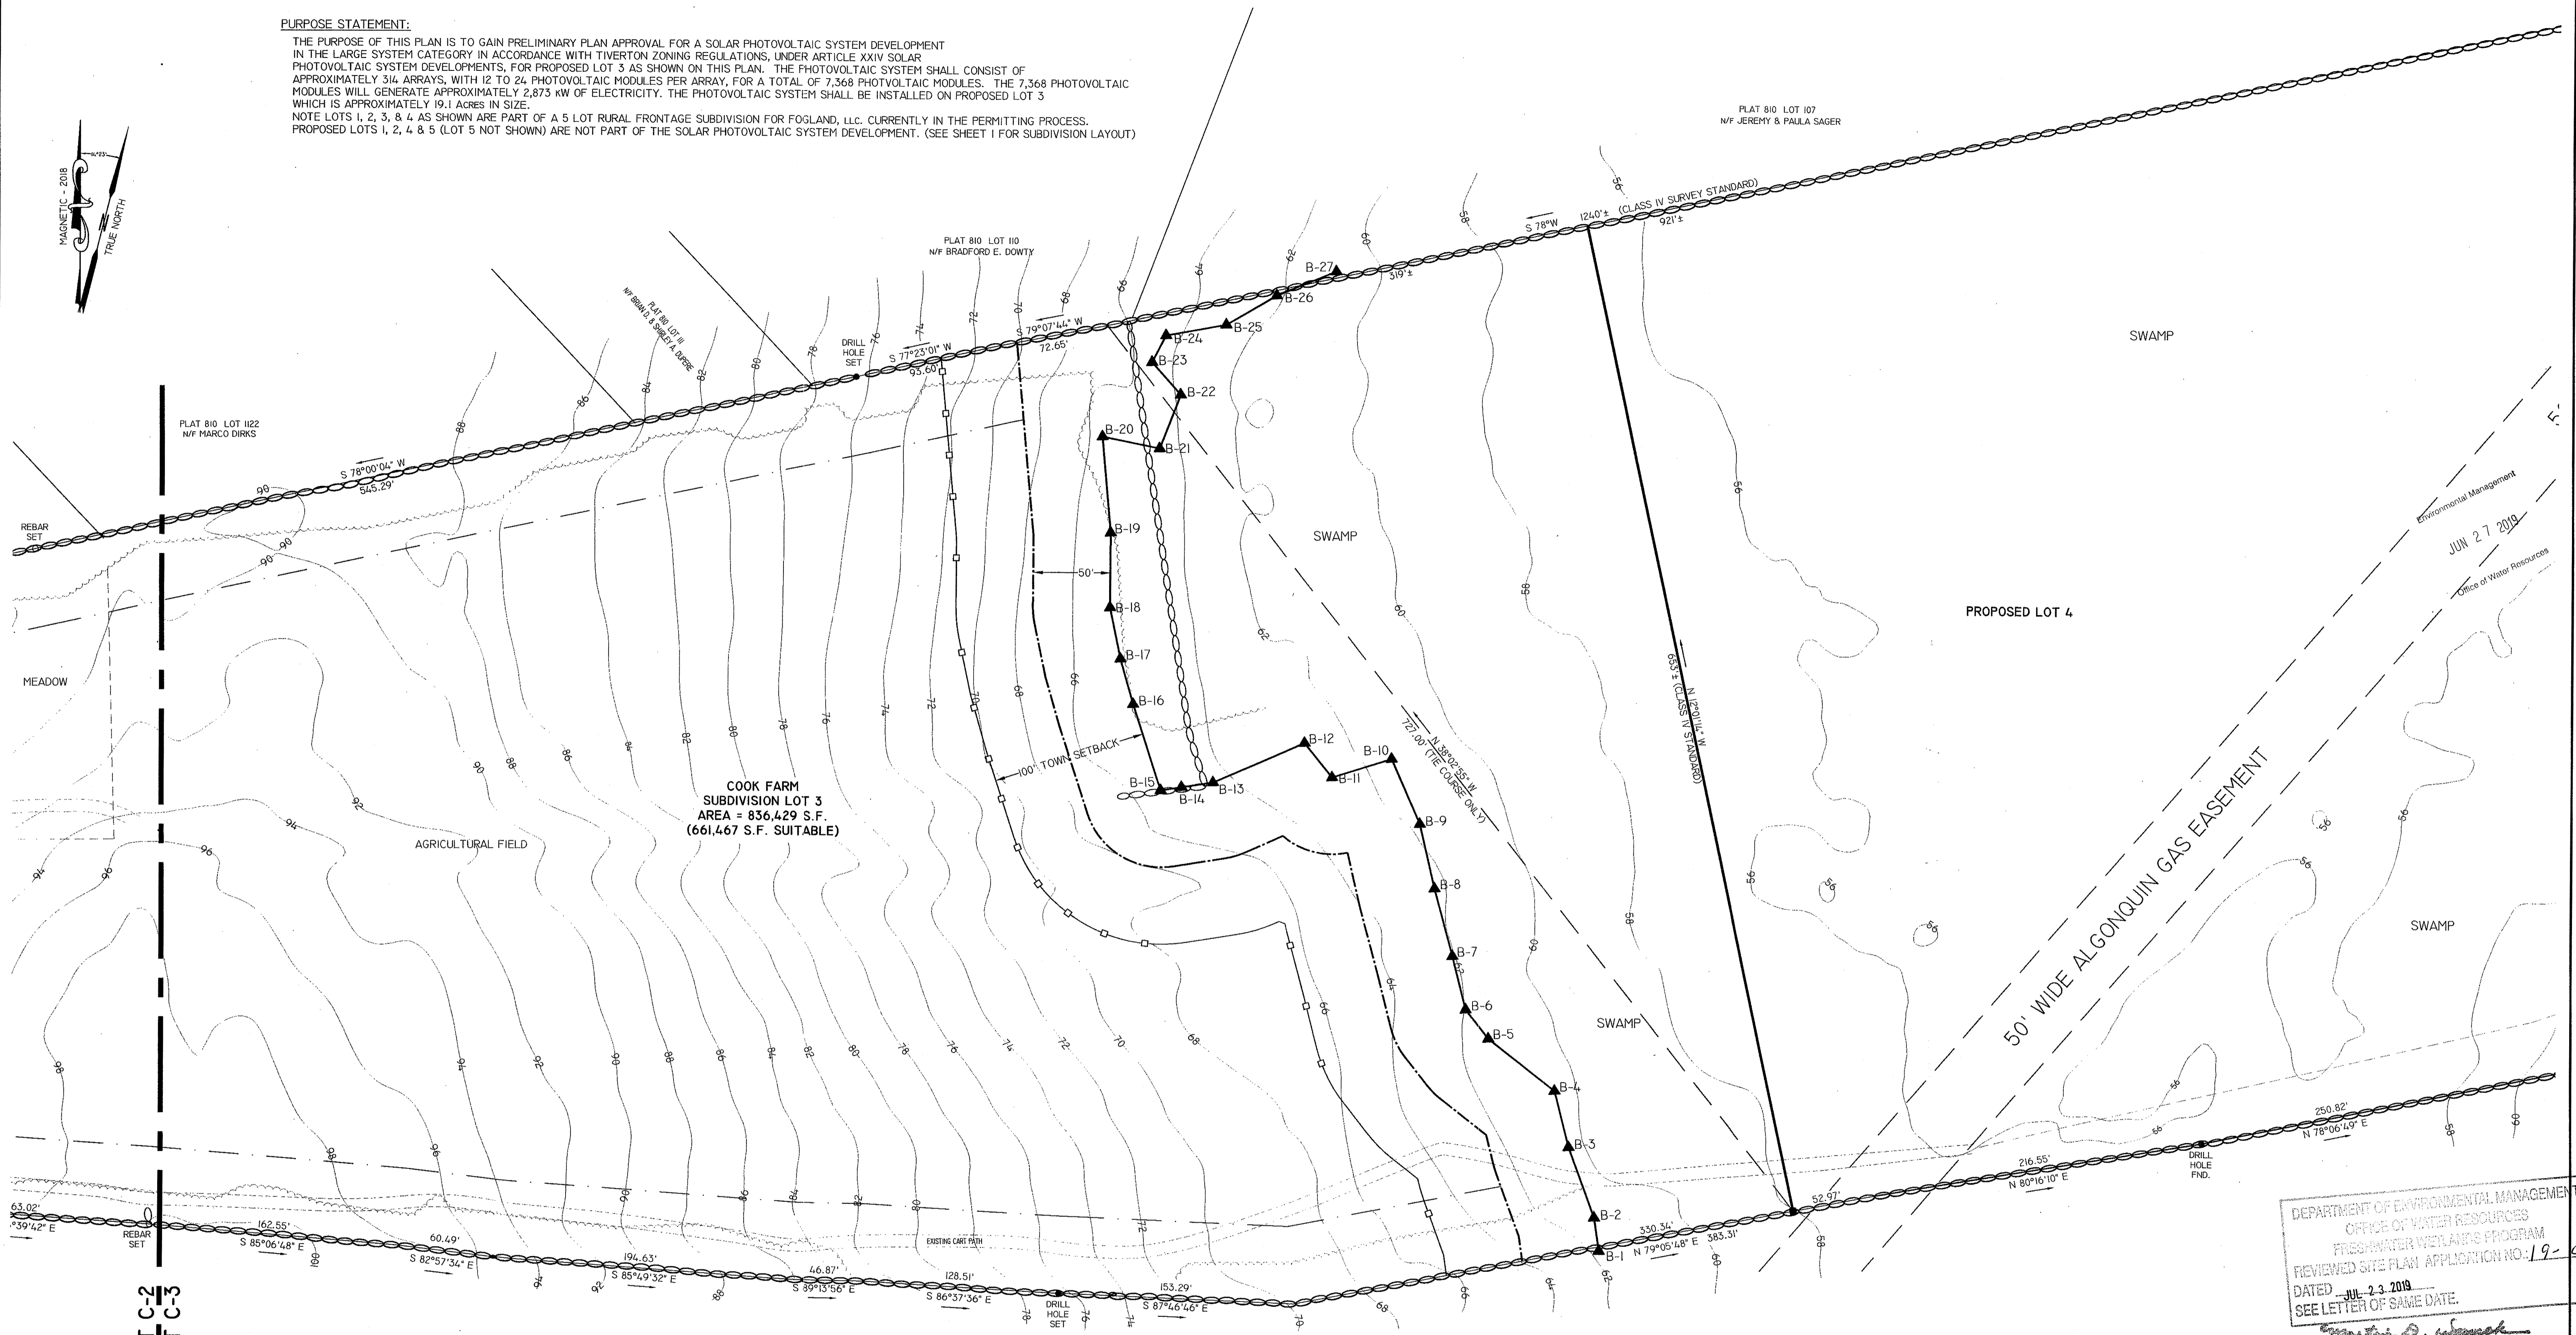 PURPOSE STATEMENT:
THE PURPOSE OF THIS PLAN IS TO GAIN PRELIMINARY PLAN APPROVAL FOR A SOLAR PHOTOVOLTAIC SYSTEM DEVELOPMENT
IN THE LARGE SYSTEM CATEGORY IN ACCORDANCE WITH TIVERTON ZONING REGULATIONS, UNDER ARTICLE XXIV SOLAR
PHOTOVOLTAIC SYSTEM DEVELOPMENTS, FOR PROPOSED LOT 3 AS SHOWN ON THIS PLAN. THE PHOTOVOLTAIC SYSTEM SHALL CONSIST OF
APPROXIMATELY 314 ARRAYS, WITH 12 TO 24 PHOTOVOLTAIC MODULES PER ARRAY, FOR A TOTAL OF 7,368 PHOTVOLTAIC MODULES. THE 7,368 PHOTOVOLTAIC
MODULES WILL GENERATE APPROXIMATELY 2,873 KW OF ELECTRICITY. THE PHOTOVOLTAIC SYSTEM SHALL BE INSTALLED ON PROPOSED LOT 3
WHICH IS APPROXIMATELY 19.1 ACRES IN SIZE.
NOTE LOTS 1, 2, 3, & 4 AS SHOWN ARE PART OF A 5 LOT RURAL FRONTAGE SUBDIVISION FOR FOGLAND, LLC. CURRENTLY IN THE PERMITTING PROCESS.
PROPOSED LOTS 1, 2, 4 & 5 (LOT 5 NOT SHOWN) ARE NOT PART OF THE SOLAR PHOTOVOLTAIC SYSTEM DEVELOPMENT. (SEE SHEET 1 FOR SUBDIVISION LAYOUT)
MAGNETIC - 2018
TRUE NORTH
PLAT 810 LOT 107
N/F JEREMY & PAULA SAGER
PLAT 810 LOT 110
N/F BRADFORD E. DOWTY
PLAT 810 LOT 111
N/F BRIAN D. & SHIRLEY A. DUPERE
PLAT 810 LOT 1122
N/F MARCO DIRKS
S 78°W
1240'± (CLASS IV SURVEY STANDARD)
921'±
319'±
S 79°07'44" W
72.65'
S 77°23'01" W
93.60'
DRILL
HOLE
SET
S 78°00'04" W
545.29'
REBAR
SET
B-27
B-26
B-25
B-24
B-23
B-22
B-21
B-20
B-19
B-18
B-17
B-16
B-15
B-14
B-13
B-12
B-11
B-10
B-9
B-8
B-7
B-6
B-5
B-4
B-3
B-2
B-1
50'
100' TOWN SETBACK
SWAMP
SWAMP
SWAMP
SWAMP
MEADOW
AGRICULTURAL FIELD
COOK FARM
SUBDIVISION LOT 3
AREA = 836,429 S.F.
(661,467 S.F. SUITABLE)
N 38°02'55" W
727.00' (TIE COURSE ONLY)
N 12°01'14" W
653'± (CLASS IV STANDARD)
PROPOSED LOT 4
50' WIDE ALGONQUIN GAS EASEMENT
Environmental Management
JUN 27 2019
Office of Water Resources
63.02'
°39'42" E
REBAR
SET
162.55'
S 85°06'48" E
60.49'
S 82°57'34" E
194.63'
S 85°49'32" E
46.87'
S 89°13'56" E
128.51'
S 86°37'36" E
EXISTING CART PATH
DRILL
HOLE
SET
153.29'
S 87°46'46" E
330.34'
N 79°05'48" E 383.31'
52.97'
216.55'
N 80°16'10" E
DRILL
HOLE
FND.
250.82'
N 78°06'49" E
T C-2
T C-3
DEPARTMENT OF ENVIRONMENTAL MANAGEMENT
OFFICE OF WATER RESOURCES
FRESHWATER WETLANDS PROGRAM
REVIEWED SITE PLAN APPLICATION NO. 19-
DATED JUL 23 2019
SEE LETTER OF SAME DATE.